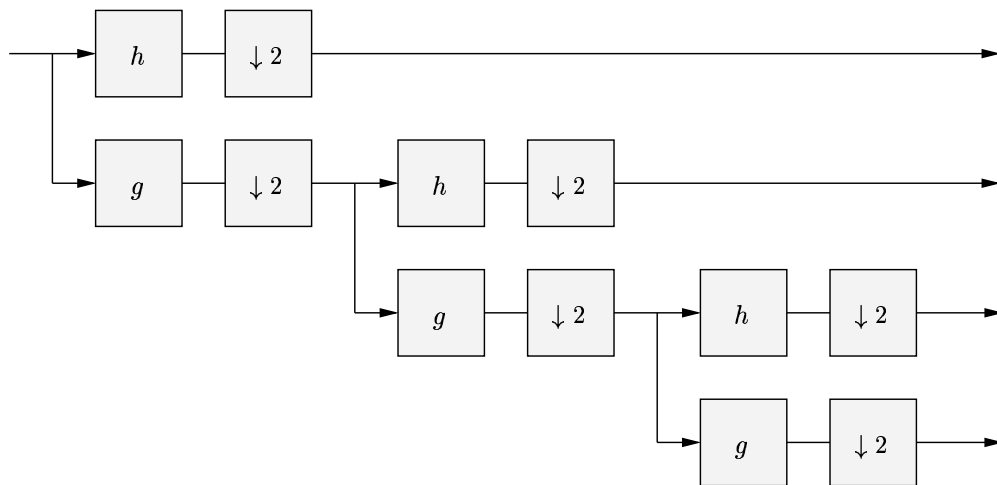 h ↓ 2
g ↓ 2 h ↓ 2
g ↓ 2 h ↓ 2
g ↓ 2